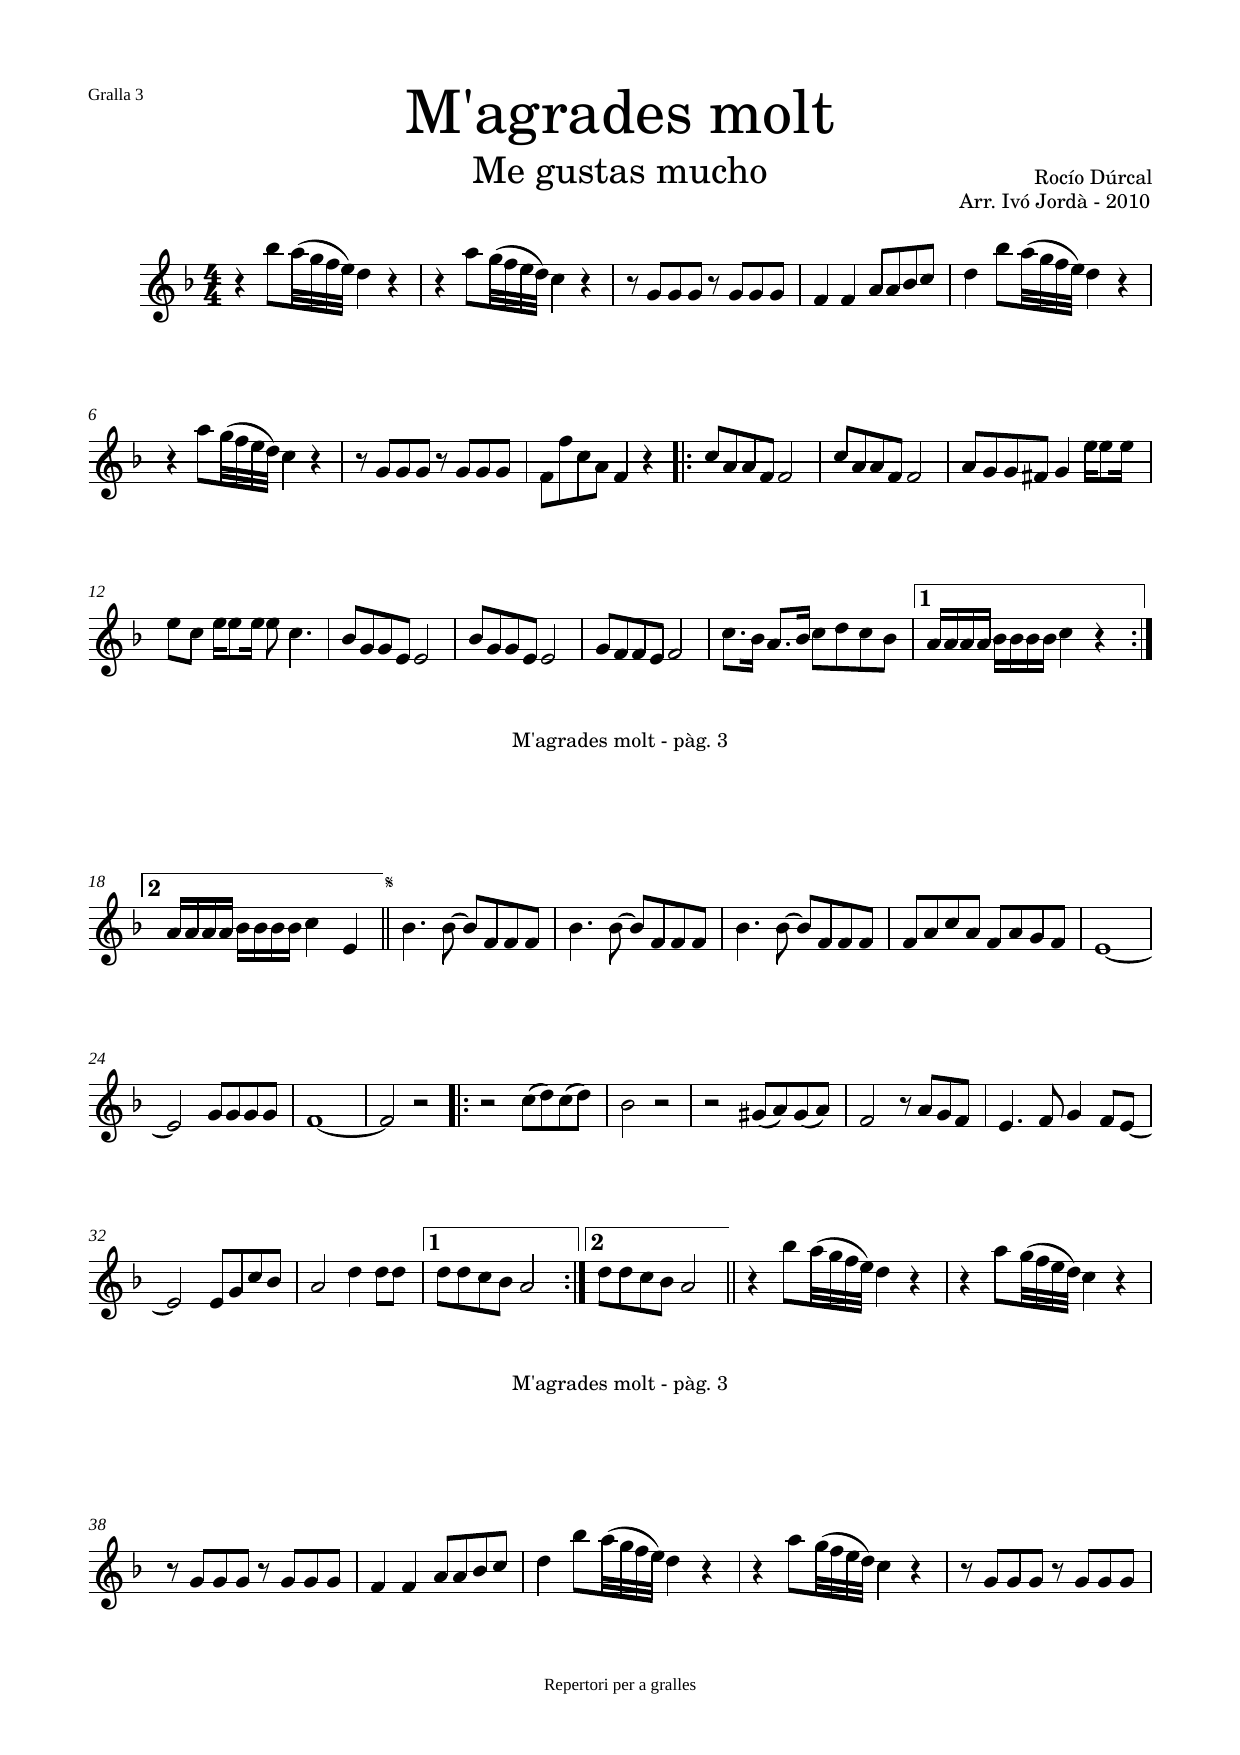 Gralla 3
M'agrades molt
Me gustas mucho
Rocío Dúrcal
Arr. Ivó Jordà - 2010
4
4
6
12
1
M'agrades molt - pàg. 3
18
2
24
32
1
2
M'agrades molt - pàg. 3
38
Repertori per a gralles